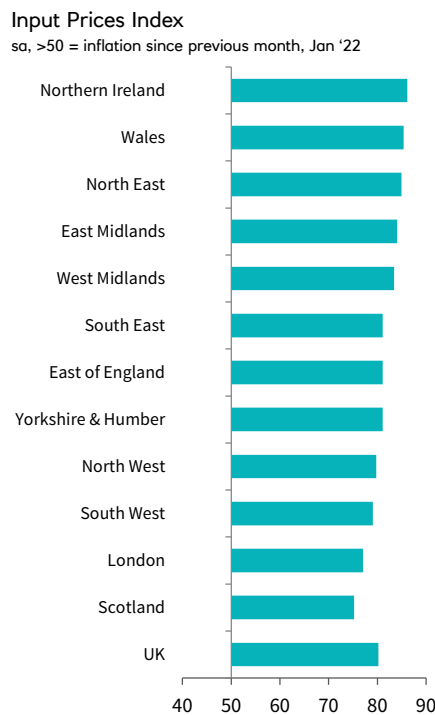 Input Prices Index
sa, >50 = inflation since previous month, Jan ‘22
Northern Ireland
Wales
North East
East Midlands
West Midlands
South East
East of England
Yorkshire & Humber
North West
South West
London
Scotland
UK
40 50 60 70 80 90